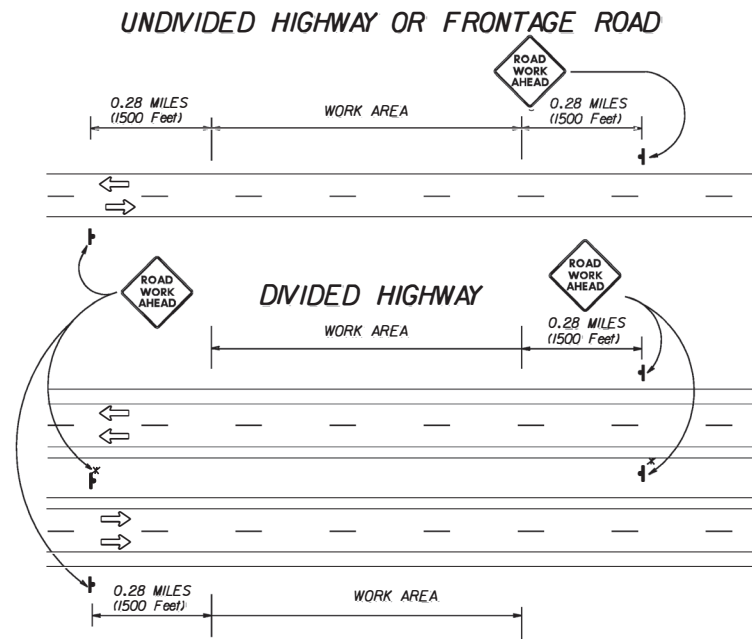 UNDIVIDED HIGHWAY OR FRONTAGE ROAD
ROAD
WORK
AHEAD
0.28 MILES
(1500 Feet)
WORK AREA
0.28 MILES
(1500 Feet)
ROAD
WORK
AHEAD
DIVIDED HIGHWAY
ROAD
WORK
AHEAD
WORK AREA
0.28 MILES
(1500 Feet)
0.28 MILES
(1500 Feet)
WORK AREA